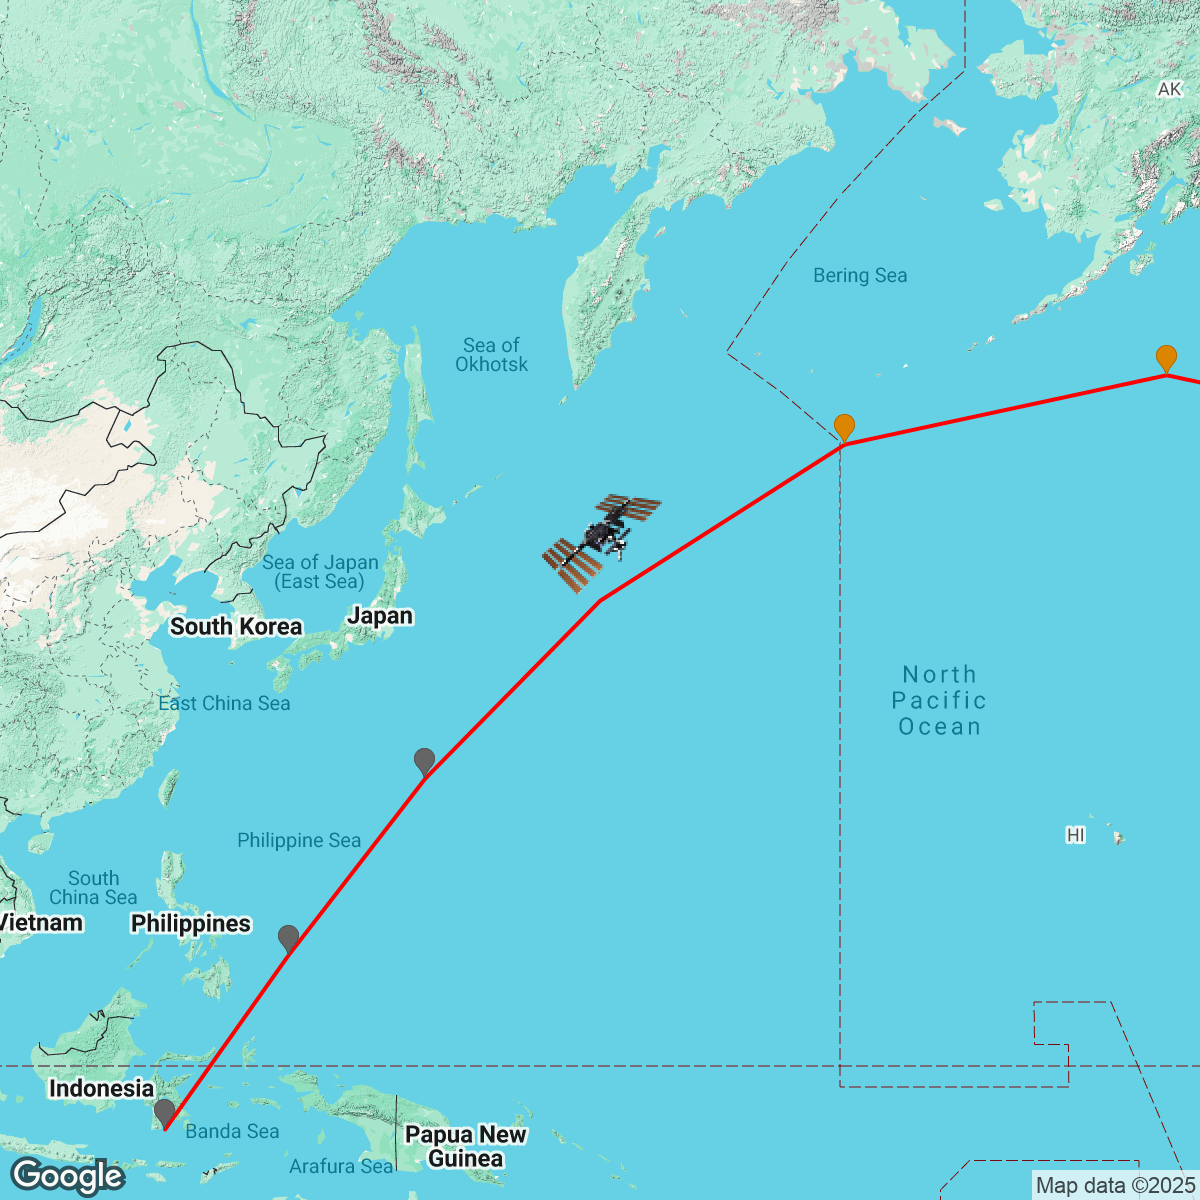 AK
Bering Sea
Sea of
Okhotsk
Sea of Japan
(East Sea)
Japan
South Korea
North
Pacific
Ocean
East China Sea
HI
Philippine Sea
South
China Sea
Vietnam
Philippines
Indonesia
Banda Sea
Papua New
Guinea
Arafura Sea
Google
Map data ©2025